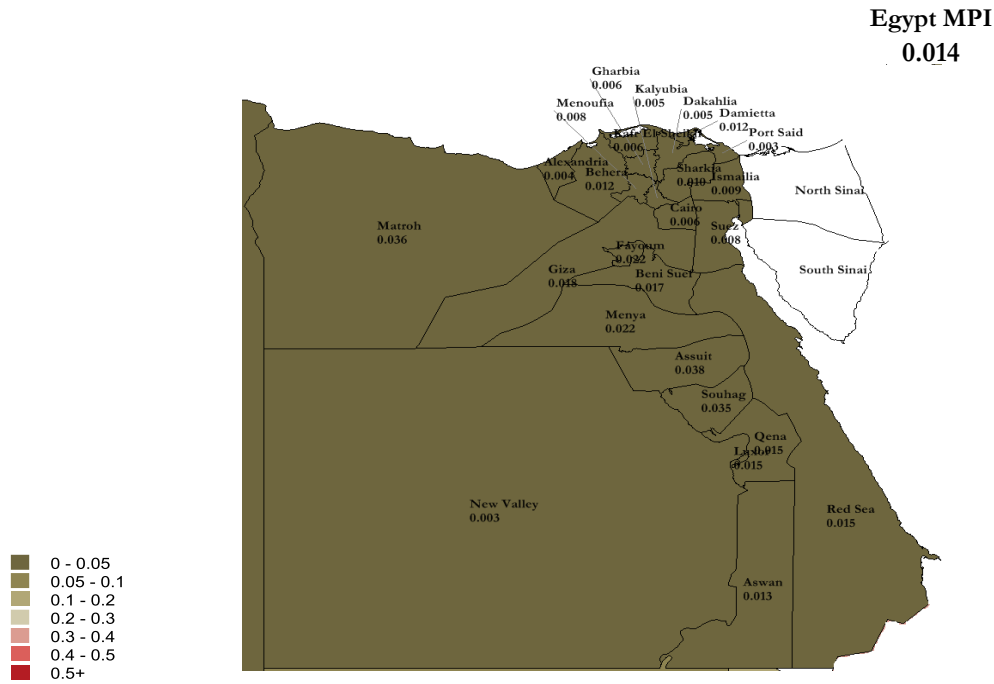 Egypt MPI
0.014
Gharbia
0.006
Kalyubia
0.005
Menoufia
0.008
Dakahlia
0.005
Damietta
0.012
Port Said
0.003
Kafr El-Sheikh
0.006
Alexandria
0.004
Behera
0.012
Sharkia
0.010
Ismailia
0.009
North Sinai
Cairo
0.006
Suez
0.008
Matroh
0.036
Fayoum
0.022
Giza
0.018
Beni Suef
0.017
South Sinai
Menya
0.022
Assuit
0.038
Souhag
0.035
Qena
0.015
Luxor
0.015
New Valley
0.003
Red Sea
0.015
Aswan
0.013
0 - 0.05
0.05 - 0.1
0.1 - 0.2
0.2 - 0.3
0.3 - 0.4
0.4 - 0.5
0.5+